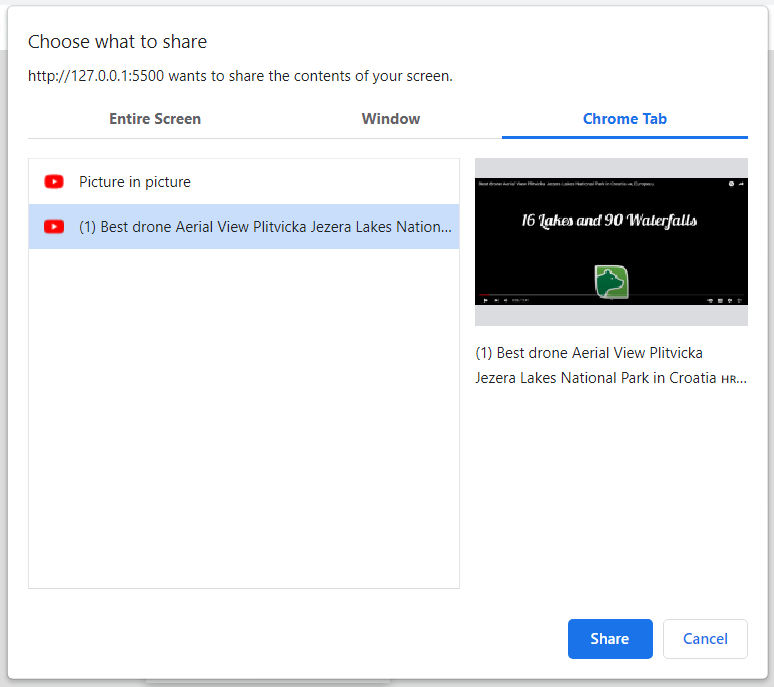 Choose what to share
http://127.0.0.1:5500 wants to share the contents of your screen.
Entire Screen
Window
Chrome Tab
Picture in picture
(1) Best drone Aerial View Plitvicka Jezera Lakes Nation...
Best drone Aerial View Plitvicka Jezera Lakes National Park in Croatia
16 Lakes and 90 Waterfalls
(1) Best drone Aerial View Plitvicka
Jezera Lakes National Park in Croatia ʜʀ...
Share
Cancel